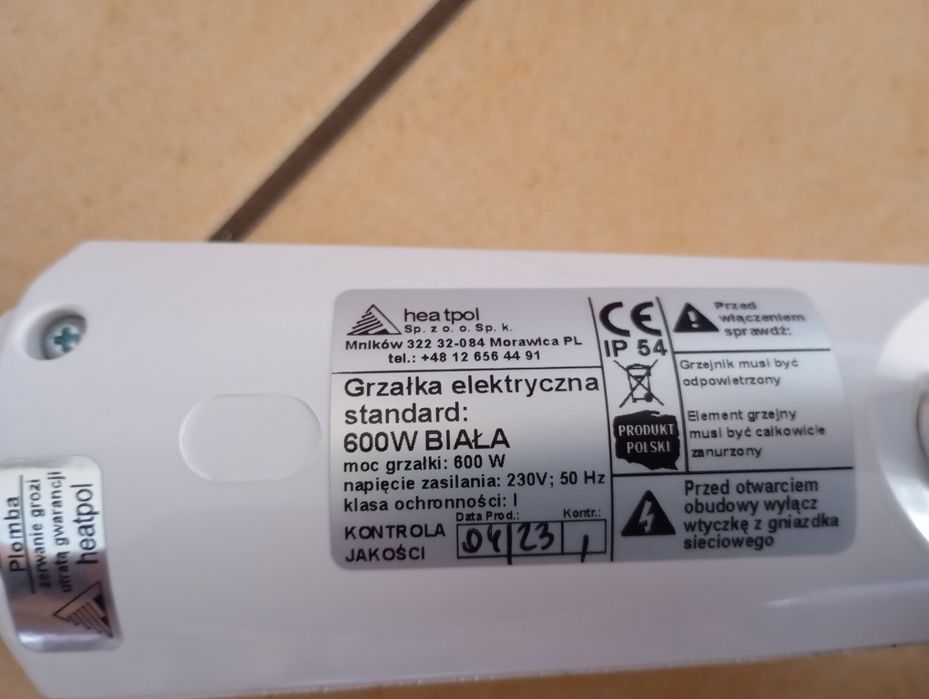 heatpol
Sp. z o. o. Sp. k.
Mników 322 32-084 Morawica PL
tel.: +48 12 656 44 91
Grzałka elektryczna
standard:
600W BIAŁA
moc grzałki: 600 W
napięcie zasilania: 230V; 50 Hz
klasa ochronności: I
Data Prod.: Kontr.:
KONTROLA
JAKOŚCI
04/23
CE
IP 54
PRODUKT
POLSKI
Przed
włączeniem
sprawdź:
Grzejnik musi być
odpowietrzony
Element grzejny
musi być całkowicie
zanurzony
Przed otwarciem
obudowy wyłącz
wtyczkę z gniazdka
sieciowego
Plomba
zerwanie grozi
utratą gwarancji
heatpol